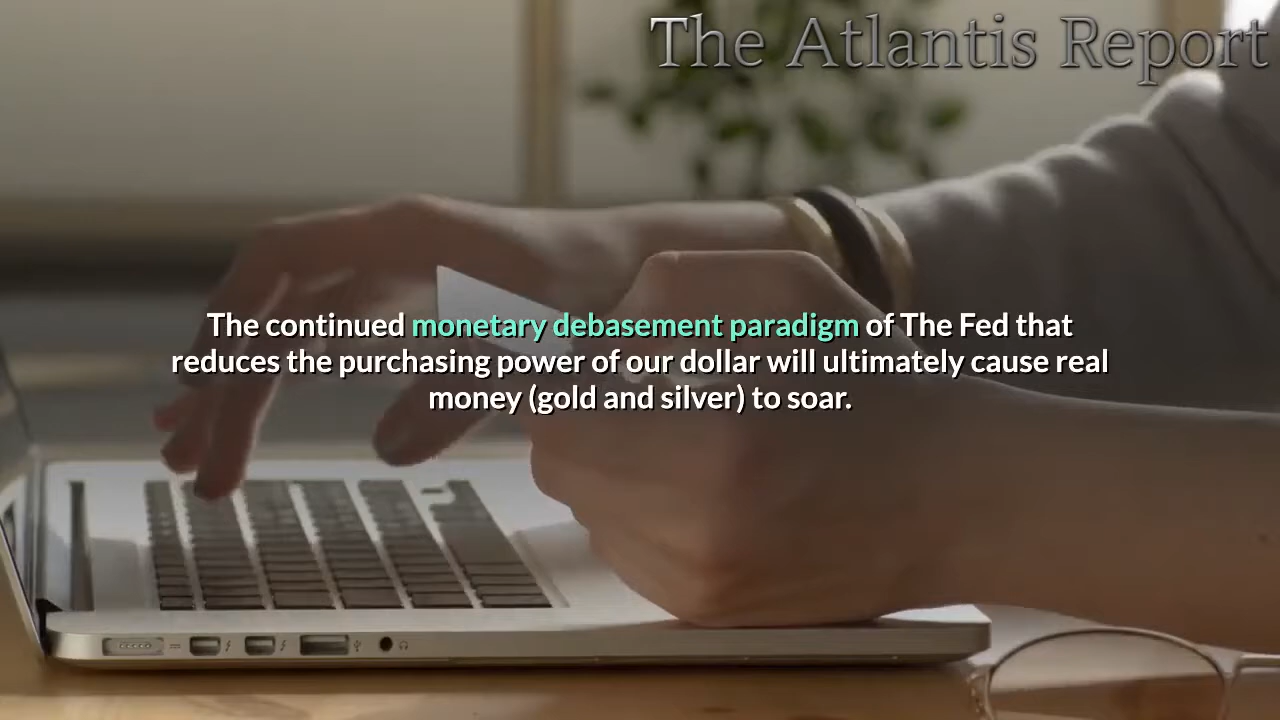 The Atlantis Report
The continued monetary debasement paradigm of The Fed that
reduces the purchasing power of our dollar will ultimately cause real
money (gold and silver) to soar.